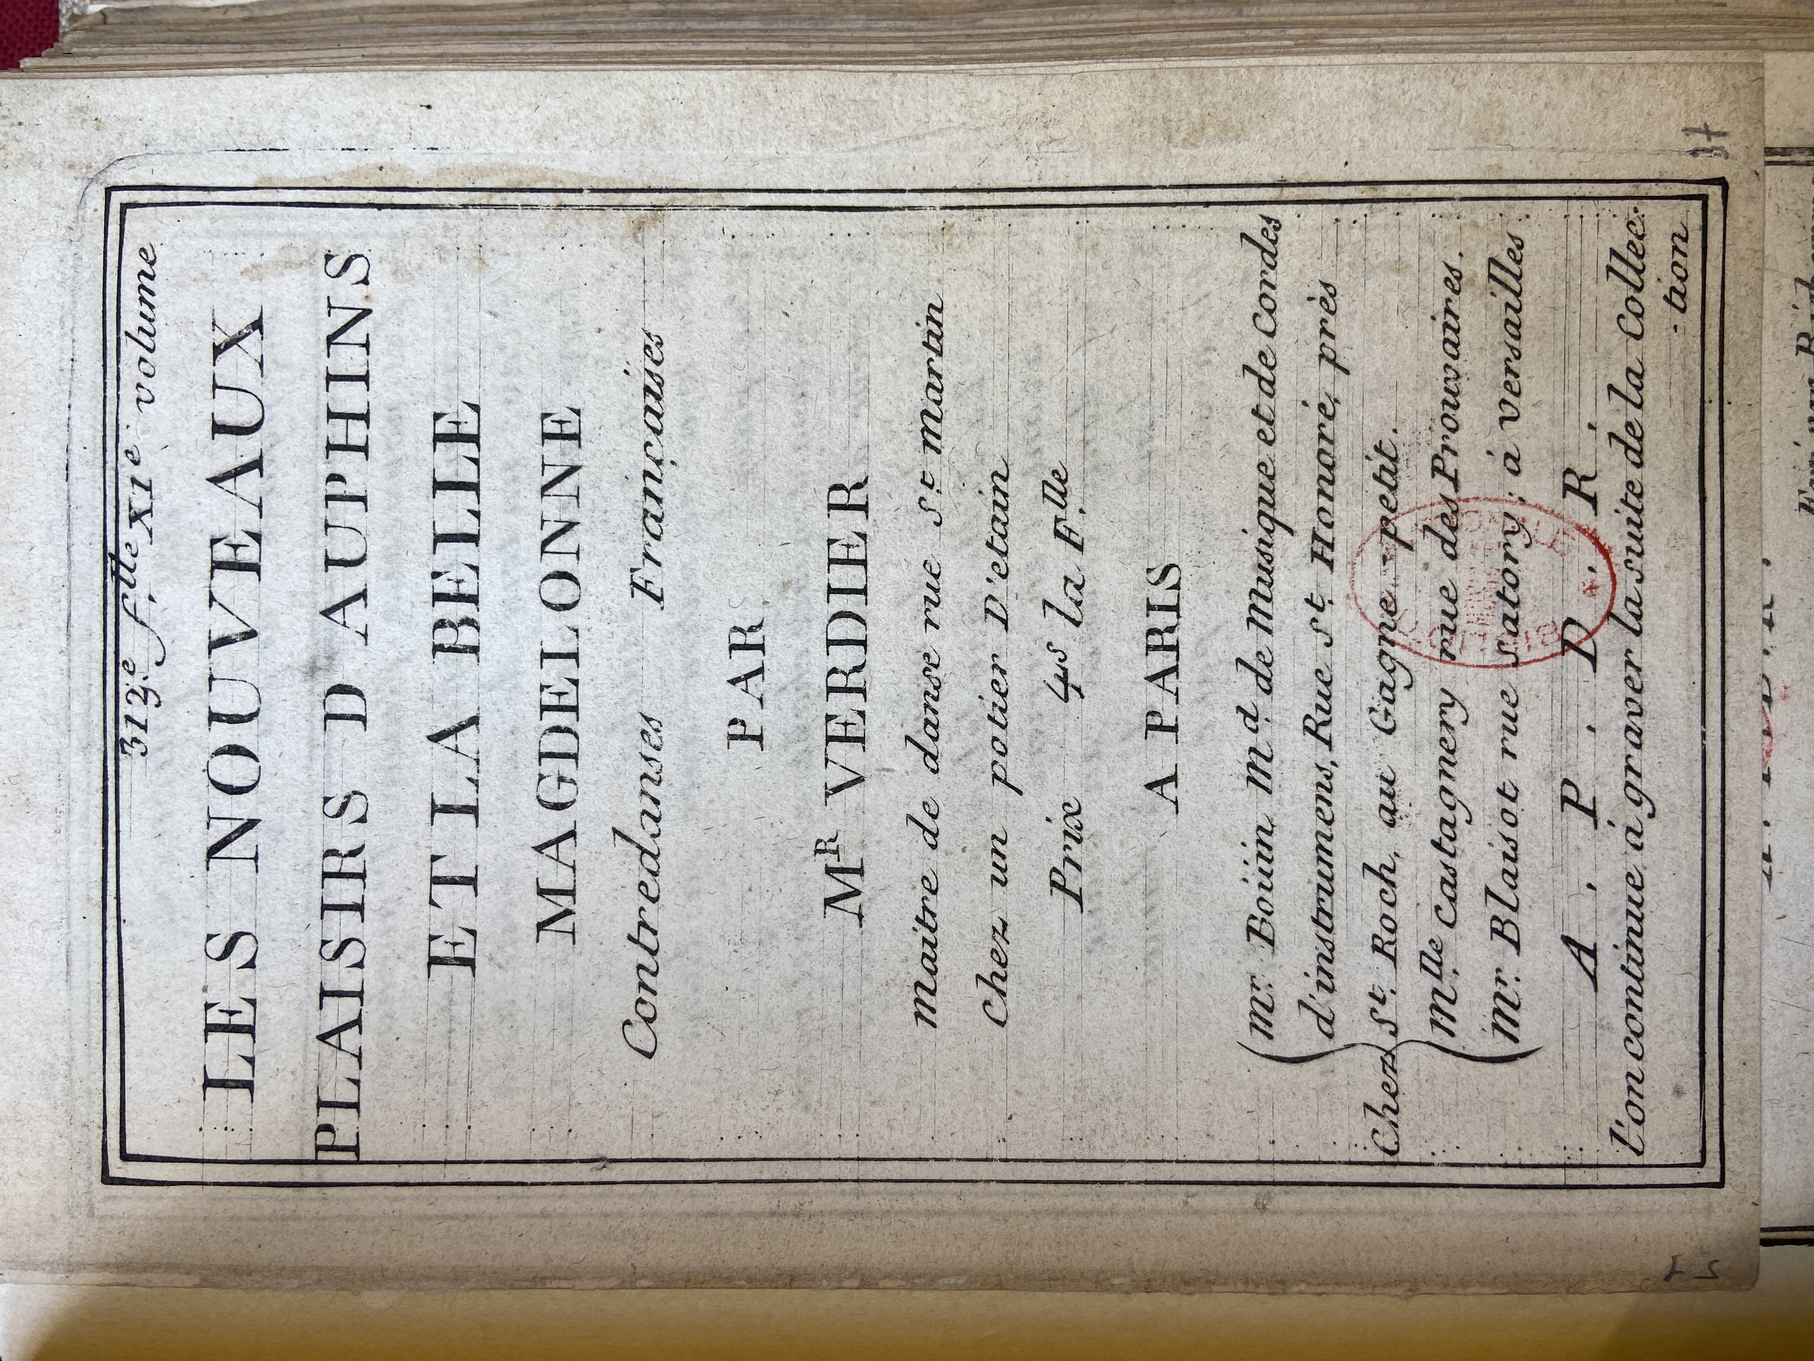 312.e f.lle XI.e volume
LES NOUVEAUX
PLAISIRS D AUPHINS
ET LA BELLE
MAGDELONNE
Contredanses Françaises
PAR
MR VERDIER
maitre de danse rue St. martin
chez un potier D'etain
Prix 4s la F.lle
A PARIS
Mr. Boüin Md. de Musique et de Cordes
d'instrumens, Rue St. Honoré, près
Chez St. Roch, au Gagne petit.
Mlle. Castagnery rue des Prouvaires.
Mr. Blaisot rue satory; à versailles
A . P . D . R .
l'on continue à graver la suite de la Collec.
-tion